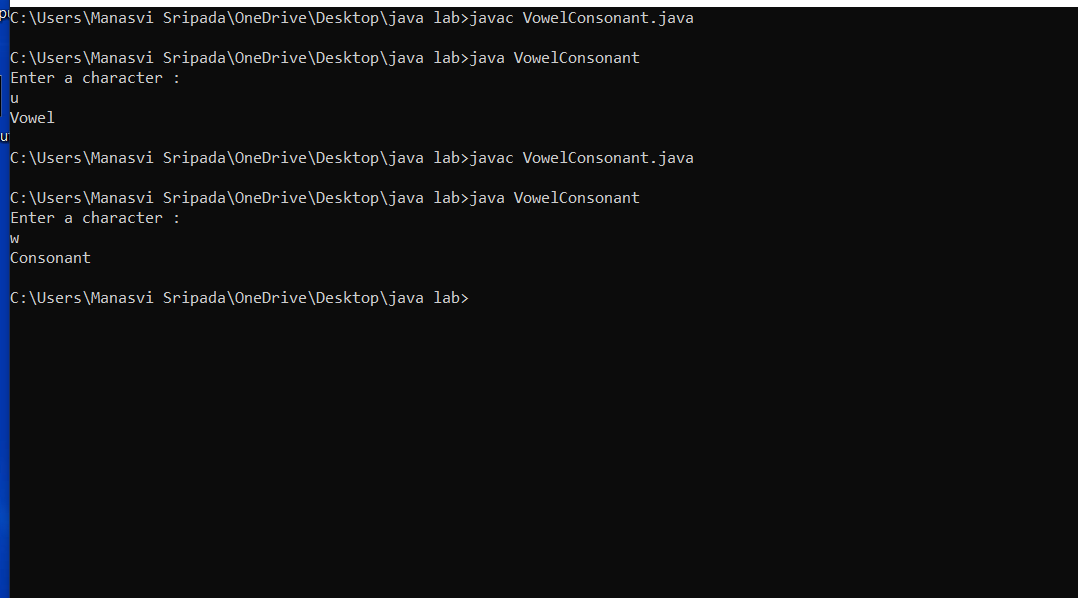 C:\Users\Manasvi Sripada\OneDrive\Desktop\java lab>javac VowelConsonant.java
C:\Users\Manasvi Sripada\OneDrive\Desktop\java lab>java VowelConsonant
Enter a character :
u
Vowel
C:\Users\Manasvi Sripada\OneDrive\Desktop\java lab>javac VowelConsonant.java
C:\Users\Manasvi Sripada\OneDrive\Desktop\java lab>java VowelConsonant
Enter a character :
w
Consonant
C:\Users\Manasvi Sripada\OneDrive\Desktop\java lab>